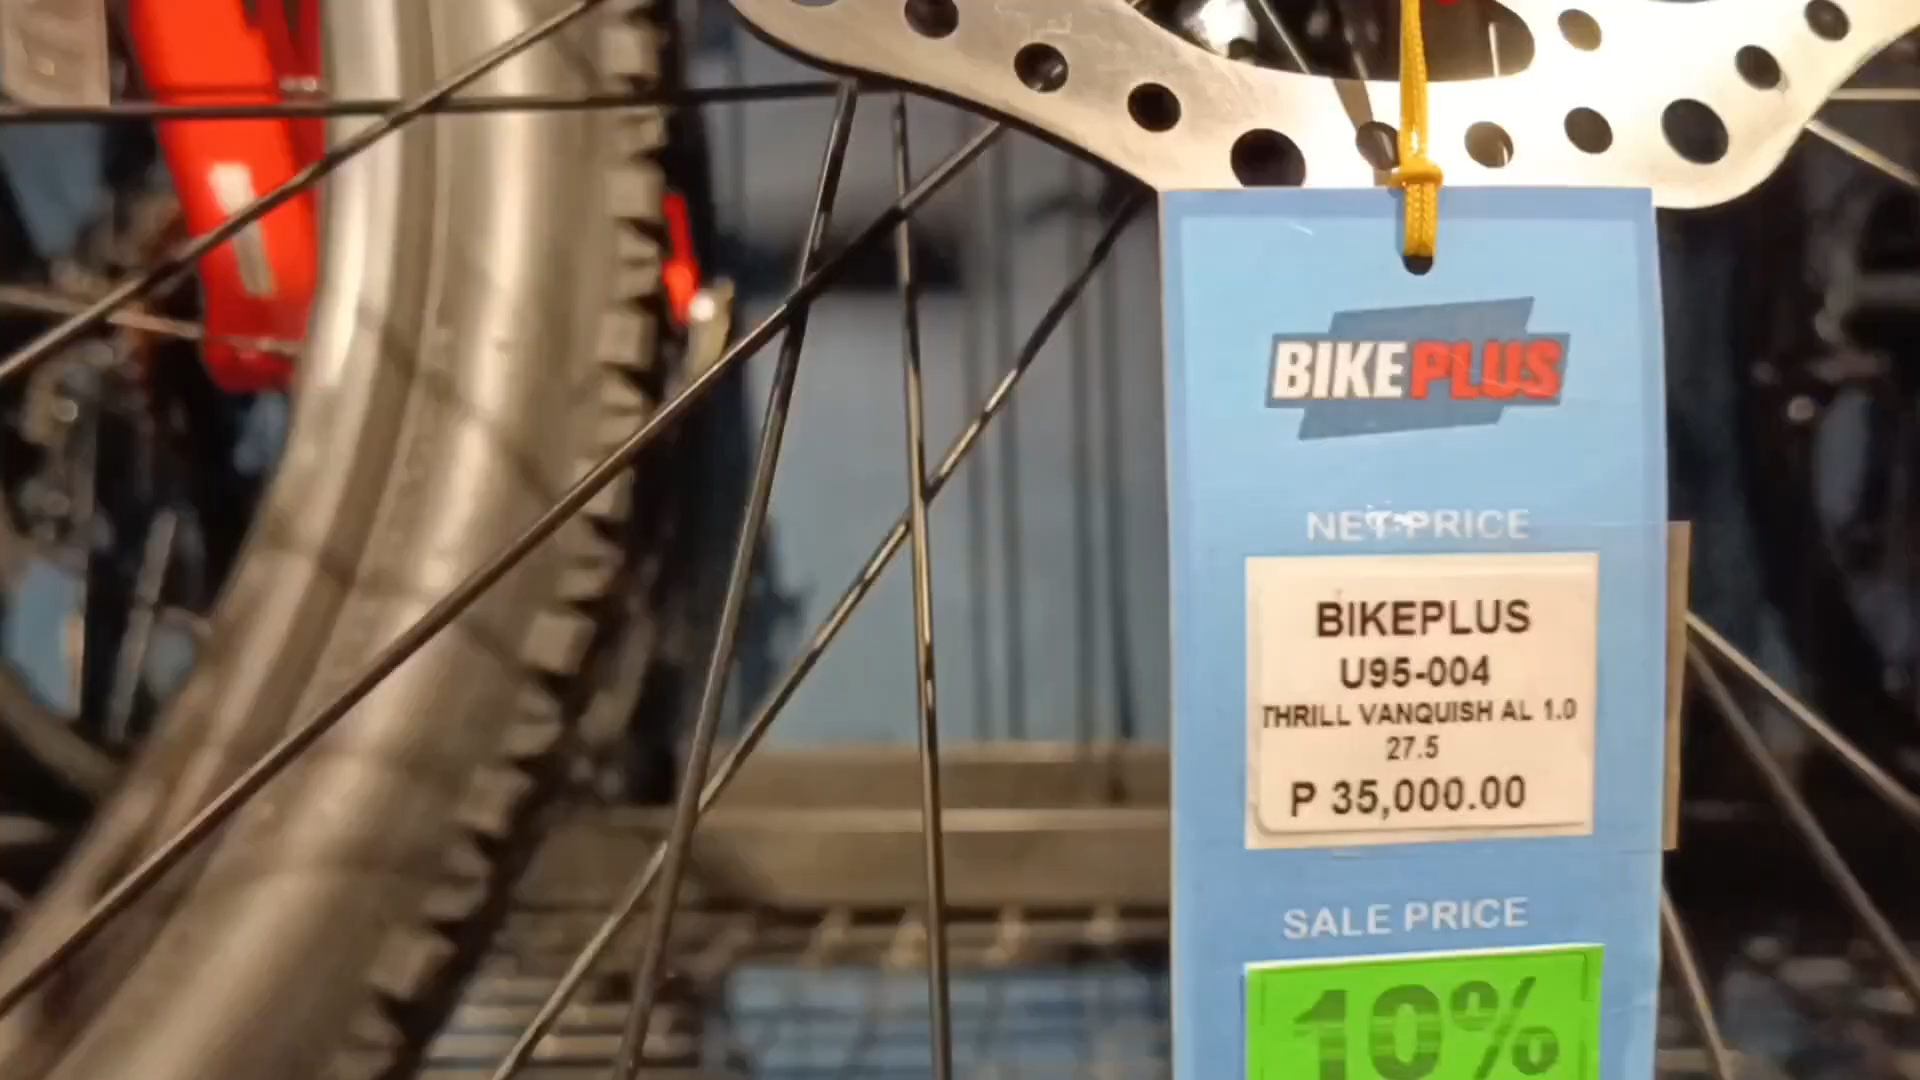 BIKEPLUS
NET PRICE
BIKEPLUS
U95-004
THRILL VANQUISH AL 1.0
27.5
P 35,000.00
SALE PRICE
10%